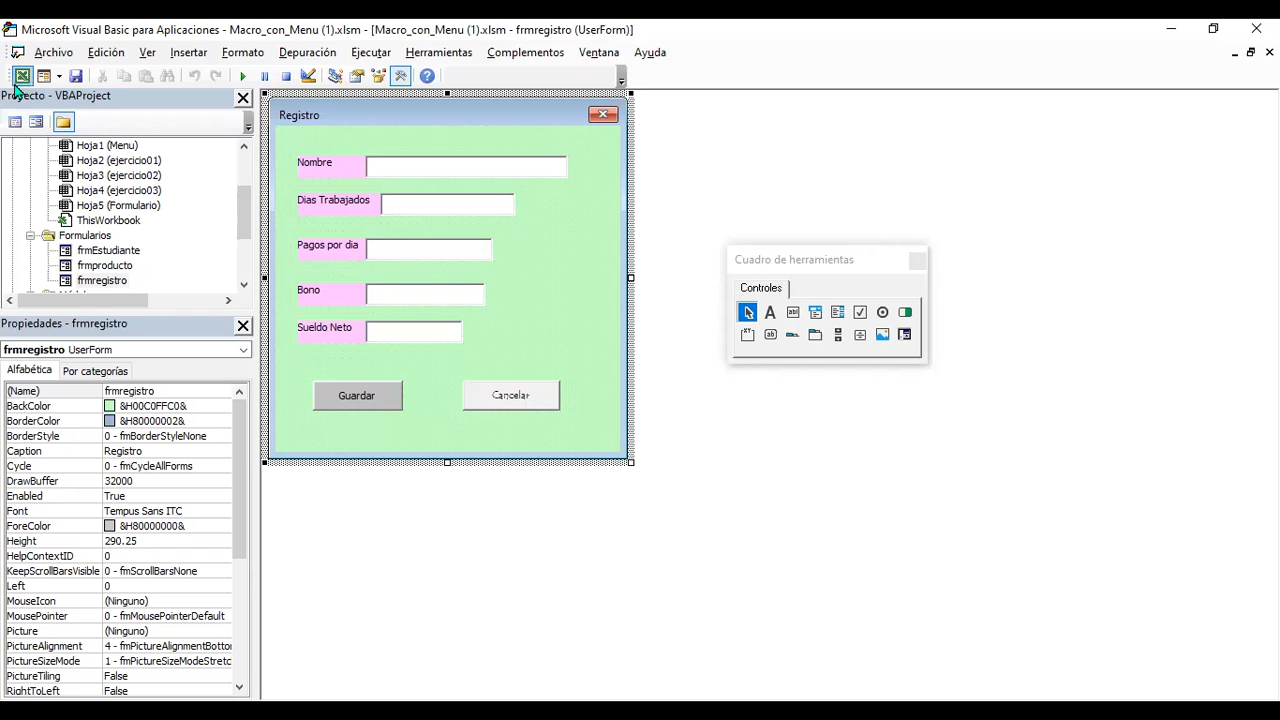 Microsoft Visual Basic para Aplicaciones - Macro_con_Menu (1).xlsm - [Macro_con_Menu (1).xlsm - frmregistro (UserForm)]
Archivo Edición Ver Insertar Formato Depuración Ejecutar Herramientas Complementos Ventana Ayuda
Proyecto - VBAProject
Hoja1 (Menu)
Hoja2 (ejercicio01)
Hoja3 (ejercicio02)
Hoja4 (ejercicio03)
Hoja5 (Formulario)
ThisWorkbook
Formularios
frmEstudiante
frmproducto
frmregistro
Propiedades - frmregistro
frmregistro UserForm
Alfabética Por categorías
(Name) frmregistro
BackColor &H00C0FFC0&
BorderColor &H80000002&
BorderStyle 0 - fmBorderStyleNone
Caption Registro
Cycle 0 - fmCycleAllForms
DrawBuffer 32000
Enabled True
Font Tempus Sans ITC
ForeColor &H80000000&
Height 290.25
HelpContextID 0
KeepScrollBarsVisible 0 - fmScrollBarsNone
Left 0
MouseIcon (Ninguno)
MousePointer 0 - fmMousePointerDefault
Picture (Ninguno)
PictureAlignment 4 - fmPictureAlignmentBottor
PictureSizeMode 1 - fmPictureSizeModeStretc
PictureTiling False
RightToLeft False
Registro
Nombre
Dias Trabajados
Pagos por dia
Bono
Sueldo Neto
Guardar Cancelar
Cuadro de herramientas
Controles